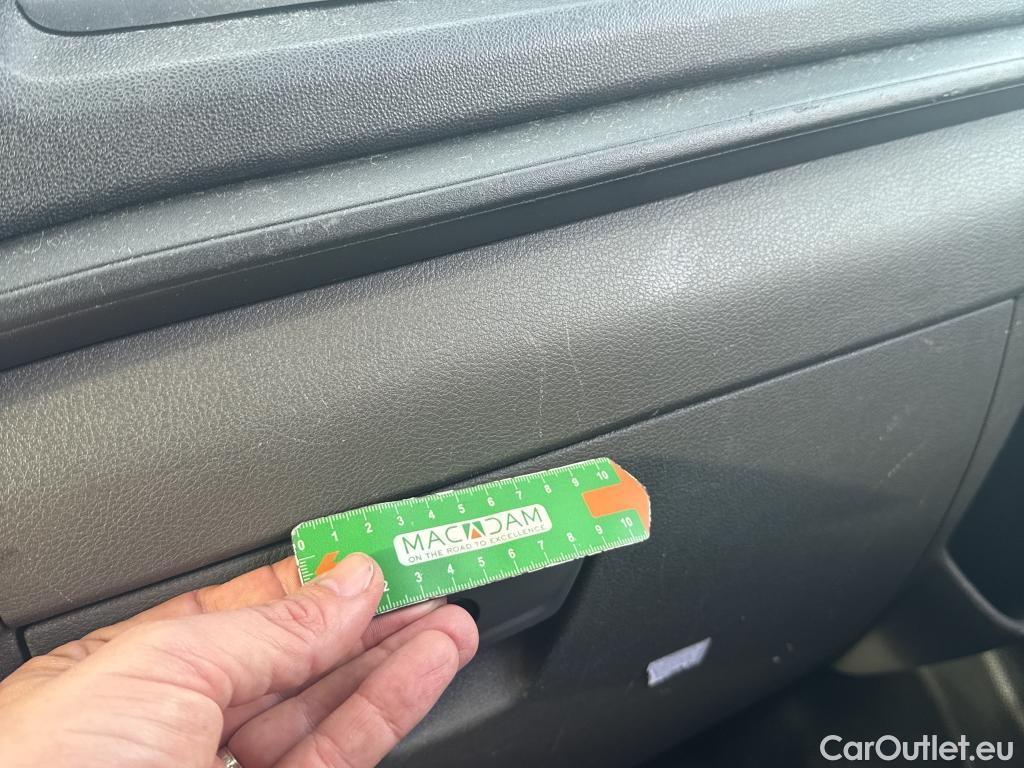 0 1 2 3 4 5 6 7 8 9 10
MACADAM
ON THE ROAD TO EXCELLENCE
2 3 4 5 6 7 8 9 10
CarOutlet.eu